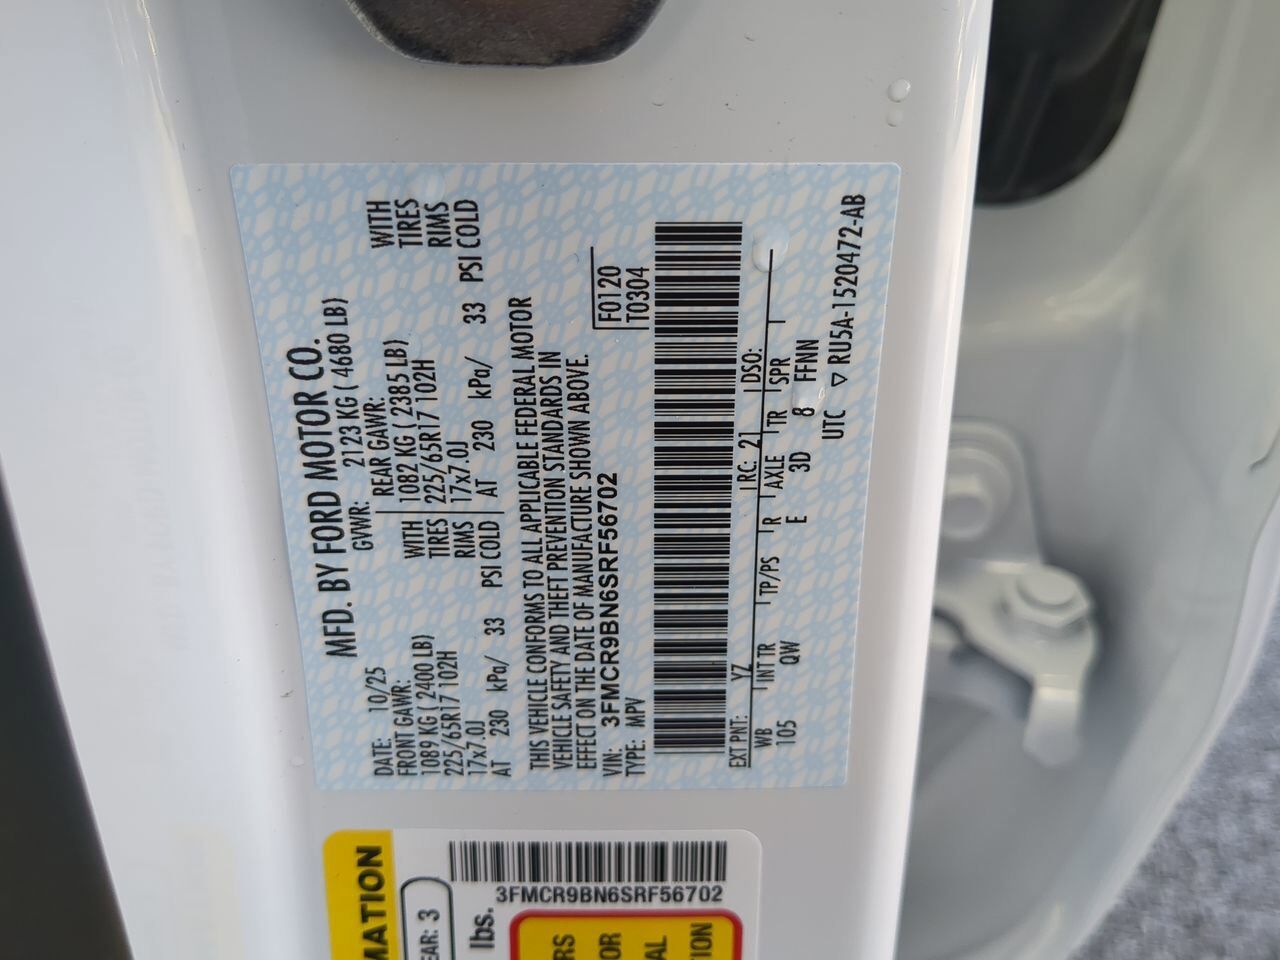 MFD. BY FORD MOTOR CO.
DATE: 10/25 GVWR: 2123 KG ( 4680 LB)
FRONT GAWR: REAR GAWR:
1089 KG ( 2400 LB) WITH 1082 KG ( 2385 LB) WITH
225/65R17 102H TIRES 225/65R17 102H TIRES
17x7.0J RIMS 17x7.0J RIMS
AT 230 kPa/ 33 PSI COLD AT 230 kPa/ 33 PSI COLD
THIS VEHICLE CONFORMS TO ALL APPLICABLE FEDERAL MOTOR
VEHICLE SAFETY AND THEFT PREVENTION STANDARDS IN
EFFECT ON THE DATE OF MANUFACTURE SHOWN ABOVE.
VIN: 3FMCR9BN6SRF56702 F0120
TYPE: MPV T0304
EXT PNT: YZ RC: 21 DSO:
WB INT TR TP/PS R AXLE TR SPR
105 QW E 3D 8 FFNN
UTC ▽ RU5A-1520472-AB
MATION
EAR: 3
lbs.
3FMCR9BN6SRF56702
RS
OR
AL
TION